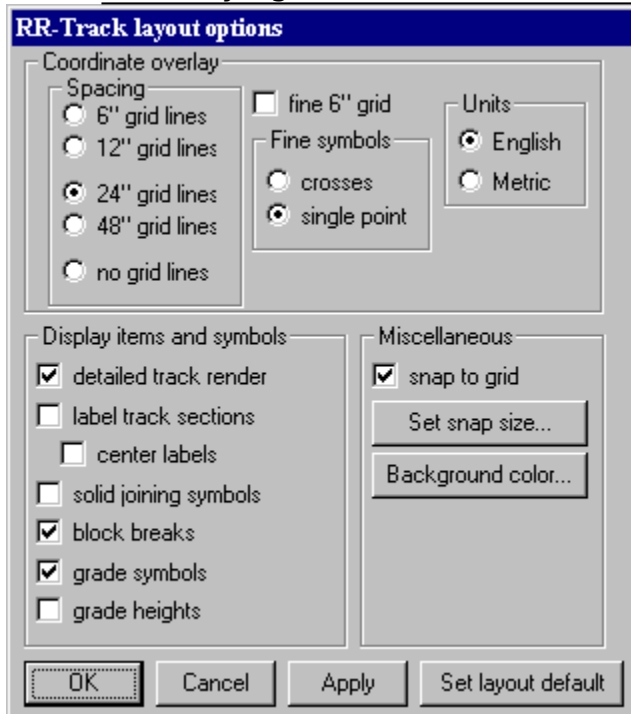 RR-Track layout options
Coordinate overlay
Spacing
6" grid lines
12" grid lines
24" grid lines
48" grid lines
no grid lines
fine 6" grid
Fine symbols
crosses
single point
Units
English
Metric
Display items and symbols
detailed track render
label track sections
center labels
solid joining symbols
block breaks
grade symbols
grade heights
Miscellaneous
snap to grid
Set snap size...
Background color...
OK Cancel Apply Set layout default